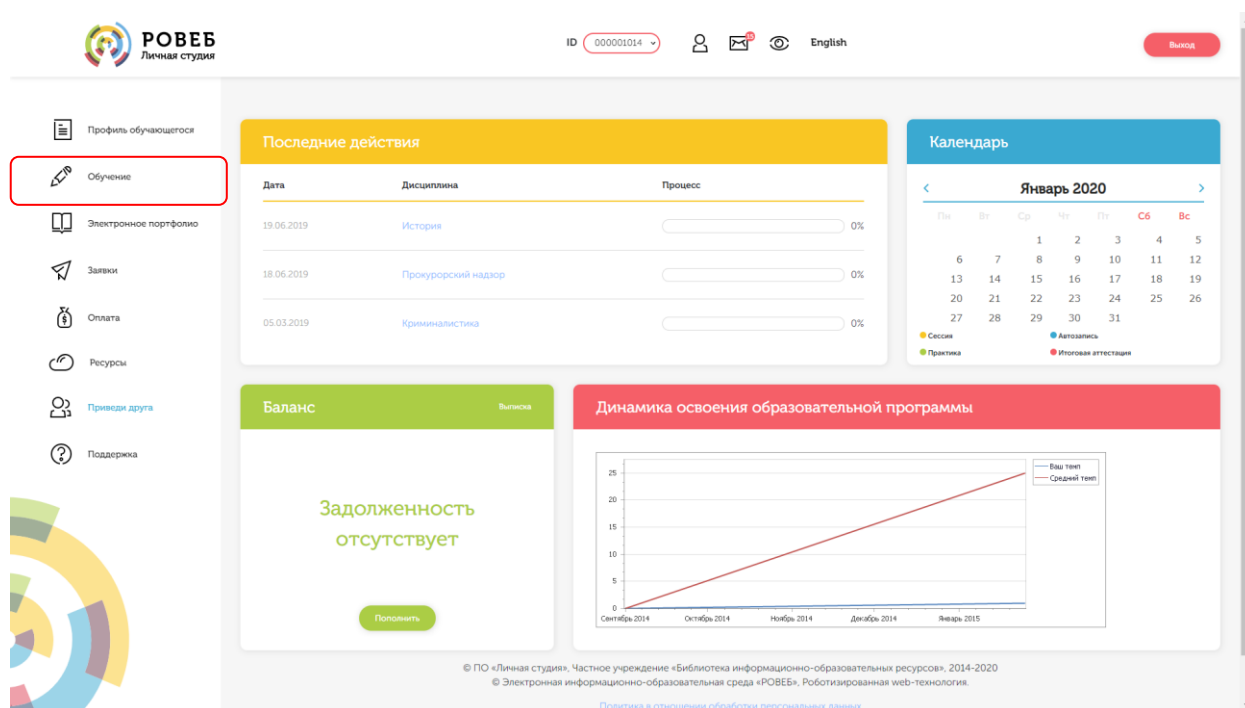 РОВЕБ
Личная студия
ID 000001014
English
Выход
Профиль обучающегося
Обучение
Электронное портфолио
Заявки
Оплата
Ресурсы
Приведи друга
Поддержка
Последние действия
Дата Дисциплина Процесс
19.06.2019 История 0%
18.06.2019 Прокурорский надзор 0%
05.03.2019 Криминалистика 0%
Календарь
< Январь 2020 >
Пн Вт Ср Чт Пт Сб Вс
1 2 3 4 5
6 7 8 9 10 11 12
13 14 15 16 17 18 19
20 21 22 23 24 25 26
27 28 29 30 31
Сессия Автозапись
Практика Итоговая аттестация
Баланс Выписка
Задолженность
отсутствует
Пополнить
Динамика освоения образовательной программы
25
20
15
10
5
0
Сентябрь 2014 Октябрь 2014 Ноябрь 2014 Декабрь 2014 Январь 2015
Ваш темп
Средний темп
© ПО «Личная студия», Частное учреждение «Библиотека информационно-образовательных ресурсов», 2014-2020
© Электронная информационно-образовательная среда «РОВЕБ», Роботизированная web-технология.
Политика в отношении обработки персональных данных